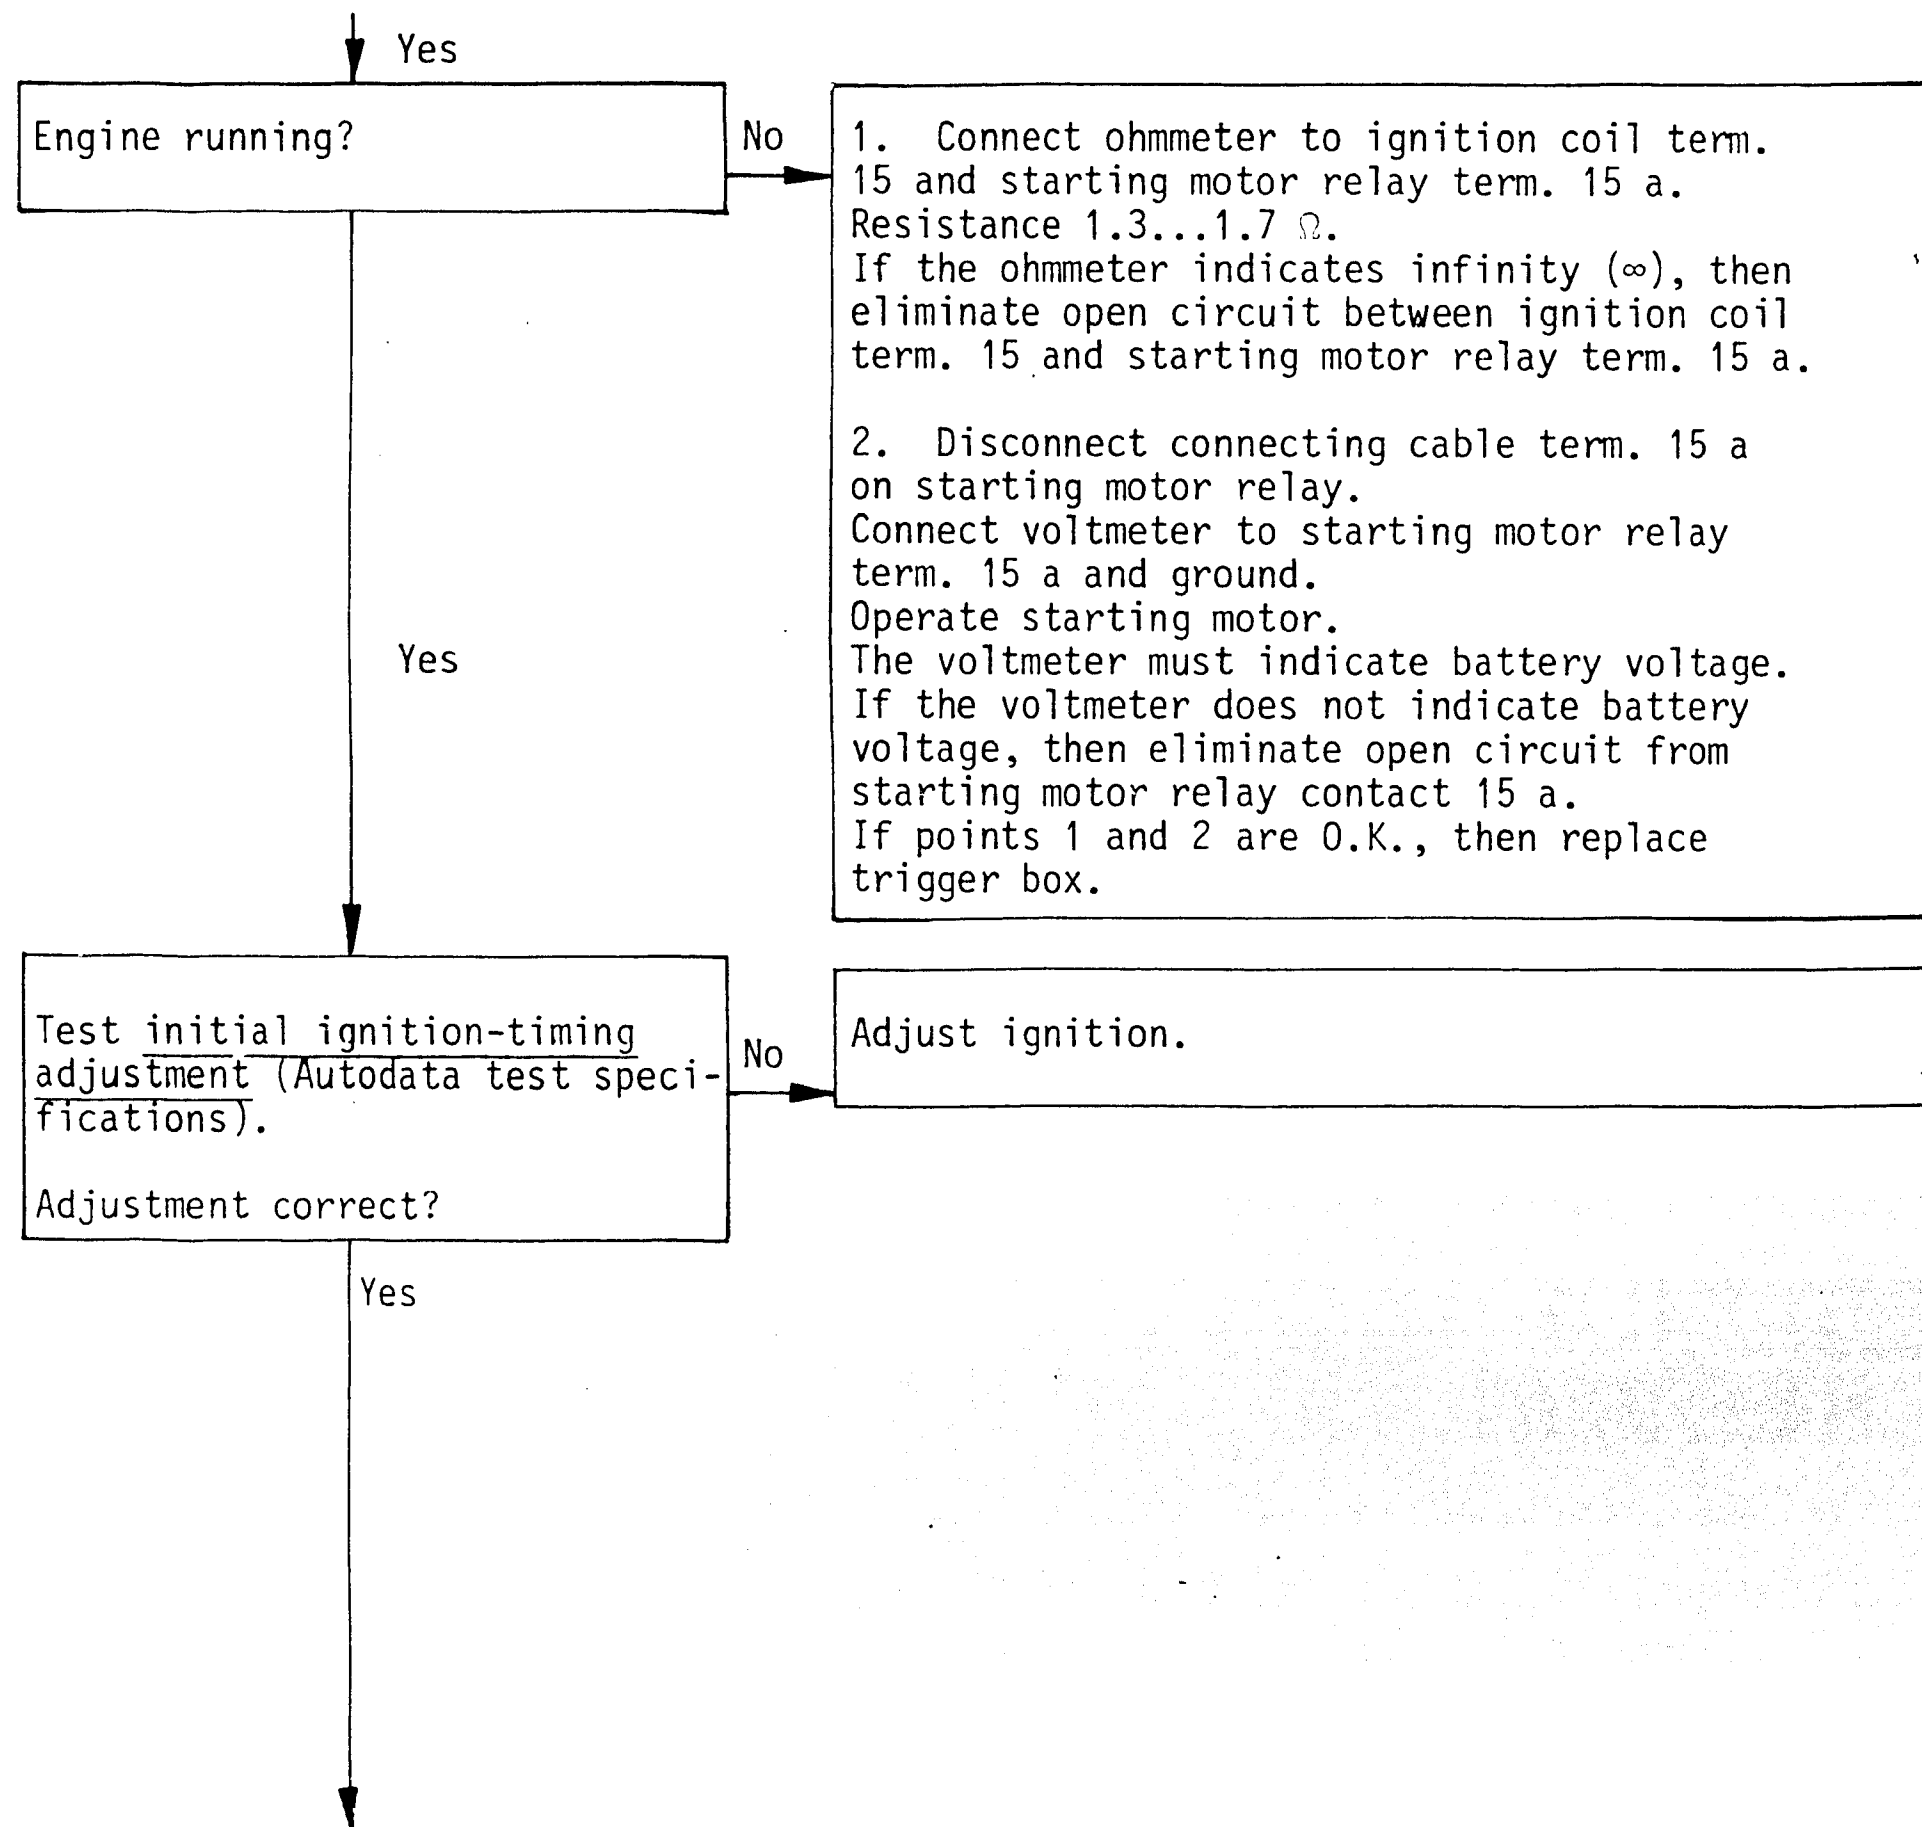 Yes
Engine running?
No
1. Connect ohmmeter to ignition coil term.
15 and starting motor relay term. 15 a.
Resistance 1.3...1.7 Ω.
If the ohmmeter indicates infinity (∞), then
eliminate open circuit between ignition coil
term. 15 and starting motor relay term. 15 a.
2. Disconnect connecting cable term. 15 a
on starting motor relay.
Connect voltmeter to starting motor relay
term. 15 a and ground.
Operate starting motor.
The voltmeter must indicate battery voltage.
If the voltmeter does not indicate battery
voltage, then eliminate open circuit from
starting motor relay contact 15 a.
If points 1 and 2 are O.K., then replace
trigger box.
Yes
Test initial ignition-timing
adjustment (Autodata test speci-
fications).
Adjustment correct?
No
Adjust ignition.
Yes